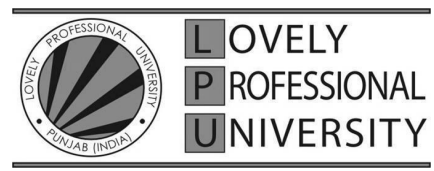 LOVELY PROFESSIONAL UNIVERSITY
• PUNJAB (INDIA) •
LOVELY
PROFESSIONAL
UNIVERSITY